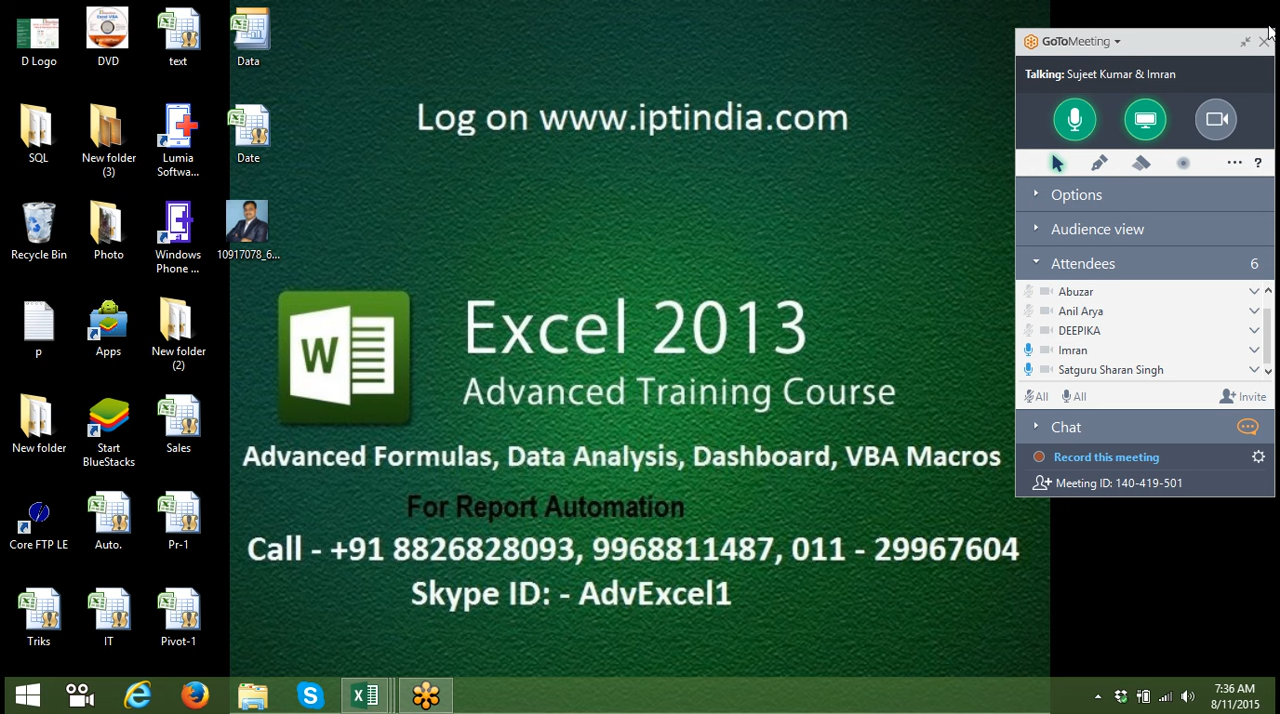 D Logo
DVD
text
Data
SQL
New folder
(3)
Lumia
Softwa...
Date
Recycle Bin
Photo
Windows
Phone ...
10917078_6...
p
Apps
New folder
(2)
New folder
Start
BlueStacks
Sales
Core FTP LE
Auto.
Pr-1
Triks
IT
Pivot-1
Log on www.iptindia.com
W
Excel 2013
Advanced Training Course
Advanced Formulas, Data Analysis, Dashboard, VBA Macros
For Report Automation
Call - +91 8826828093, 9968811487, 011 - 29967604
Skype ID: - AdvExcel1
GoToMeeting
Talking: Sujeet Kumar & Imran
... ?
Options
Audience view
Attendees 6
Abuzar
Anil Arya
DEEPIKA
Imran
Satguru Sharan Singh
All All Invite
Chat
Record this meeting
Meeting ID: 140-419-501
7:36 AM
8/11/2015